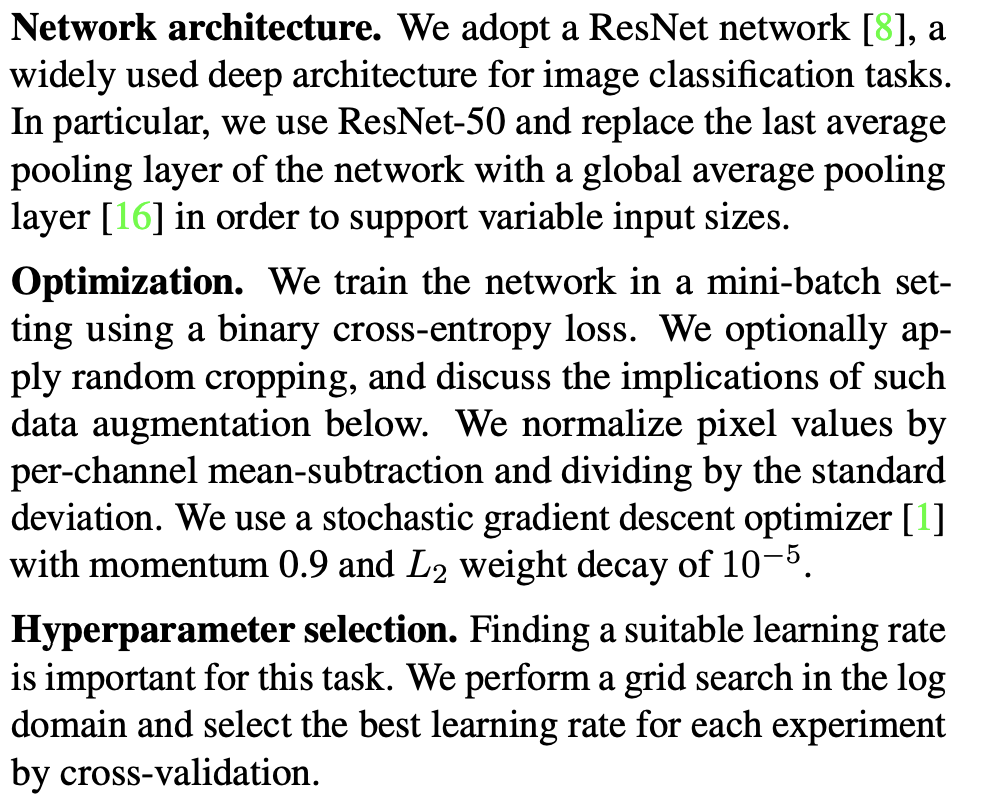 Network architecture. We adopt a ResNet network [8], a
widely used deep architecture for image classification tasks.
In particular, we use ResNet-50 and replace the last average
pooling layer of the network with a global average pooling
layer [16] in order to support variable input sizes.
Optimization. We train the network in a mini-batch set-
ting using a binary cross-entropy loss. We optionally ap-
ply random cropping, and discuss the implications of such
data augmentation below. We normalize pixel values by
per-channel mean-subtraction and dividing by the standard
deviation. We use a stochastic gradient descent optimizer [1]
with momentum 0.9 and L₂ weight decay of 10⁻⁵.
Hyperparameter selection. Finding a suitable learning rate
is important for this task. We perform a grid search in the log
domain and select the best learning rate for each experiment
by cross-validation.